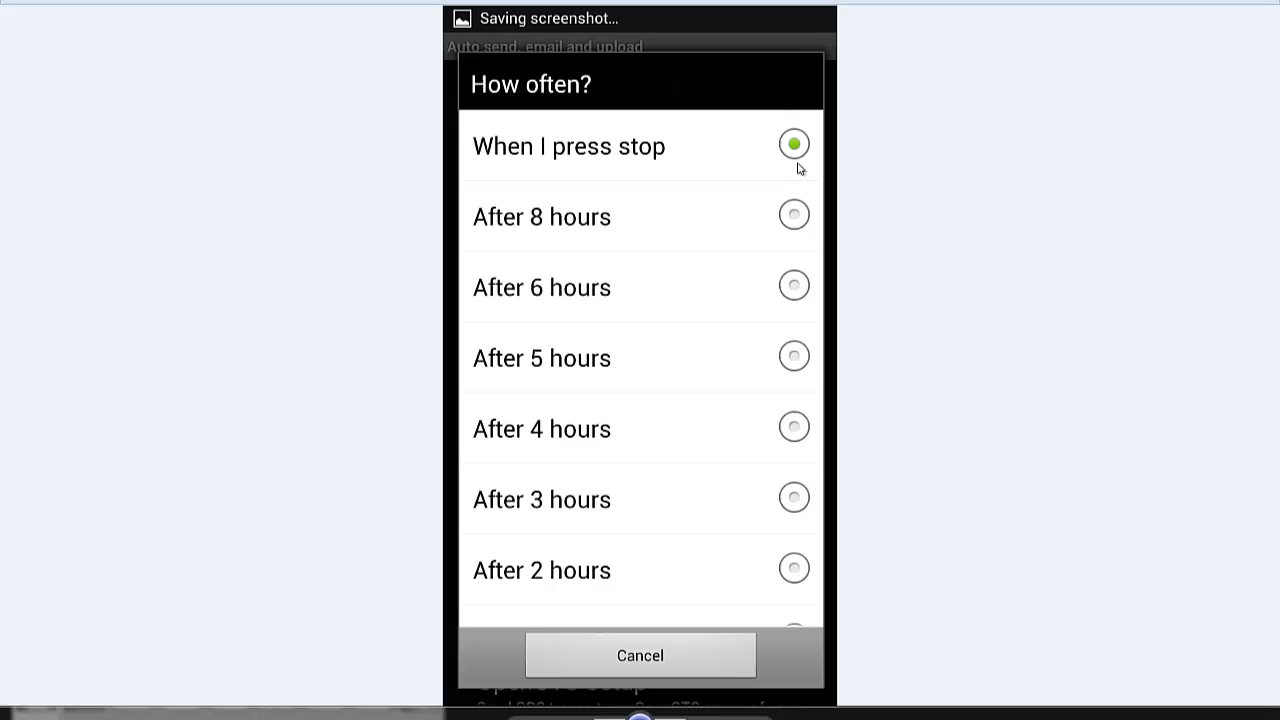 Saving screenshot...
Auto send, email and upload
How often?
When I press stop
After 8 hours
After 6 hours
After 5 hours
After 4 hours
After 3 hours
After 2 hours
Cancel